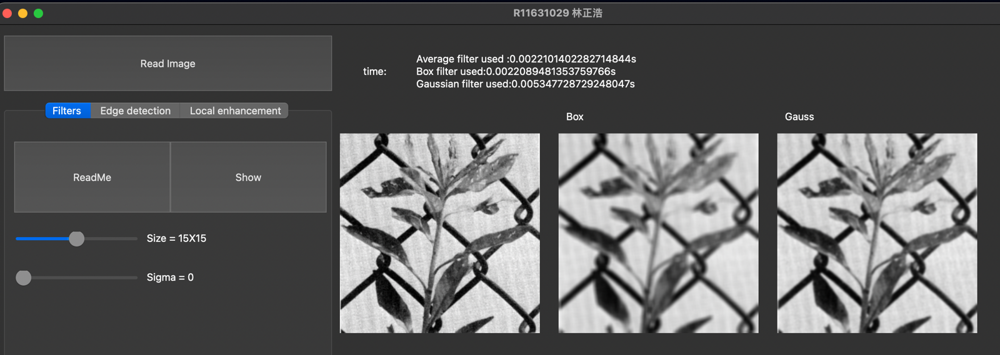 R11631029 林正浩
Read Image
time:
Average filter used :0.0022101402282714844s
Box filter used:0.0022089481353759766s
Gaussian filter used:0.005347728729248047s
Filters
Edge detection
Local enhancement
Box
Gauss
ReadMe
Show
Size = 15X15
Sigma = 0